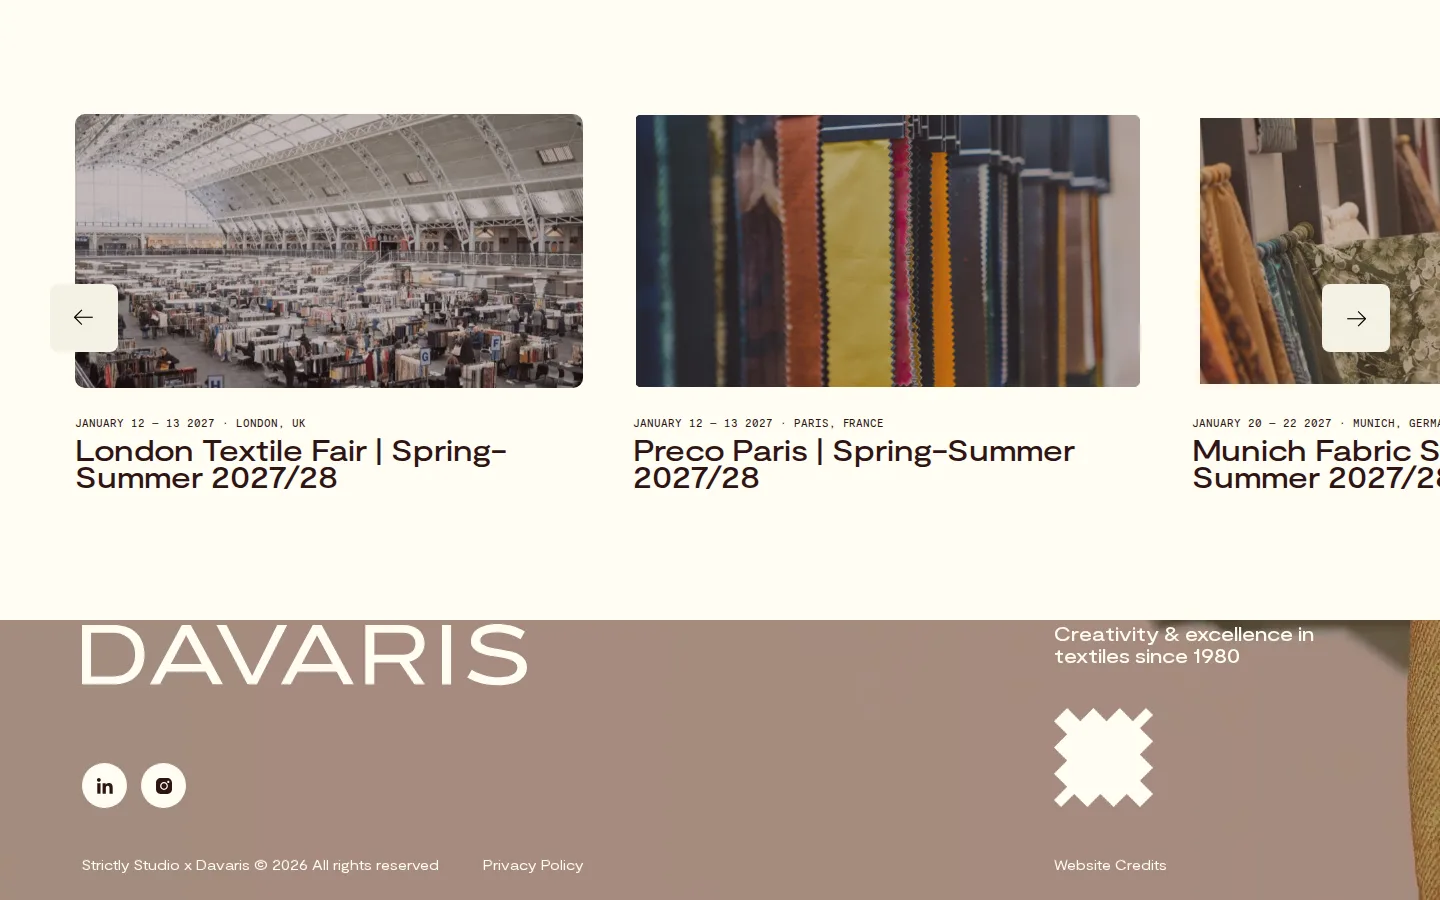 JANUARY 12 – 13 2027 · LONDON, UK
London Textile Fair | Spring-
Summer 2027/28
JANUARY 12 – 13 2027 · PARIS, FRANCE
Preco Paris | Spring-Summer
2027/28
JANUARY 20 – 22 2027 · MUNICH, GERMA
Munich Fabric S
Summer 2027/28
G
F
H
DAVARIS
Creativity & excellence in
textiles since 1980
in
Strictly Studio x Davaris © 2026 All rights reserved
Privacy Policy
Website Credits